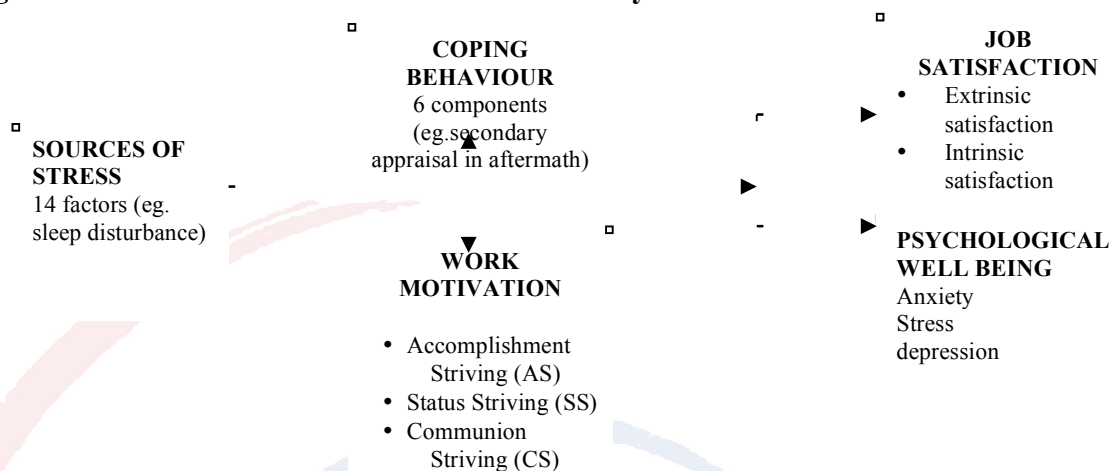 COPING
BEHAVIOUR
6 components
(eg.secondary
appraisal in aftermath)
JOB
SATISFACTION
• Extrinsic
satisfaction
• Intrinsic
satisfaction
SOURCES OF
STRESS
14 factors (eg.
sleep disturbance)
WORK
MOTIVATION
• Accomplishment
Striving (AS)
• Status Striving (SS)
• Communion
Striving (CS)
PSYCHOLOGICAL
WELL BEING
Anxiety
Stress
depression